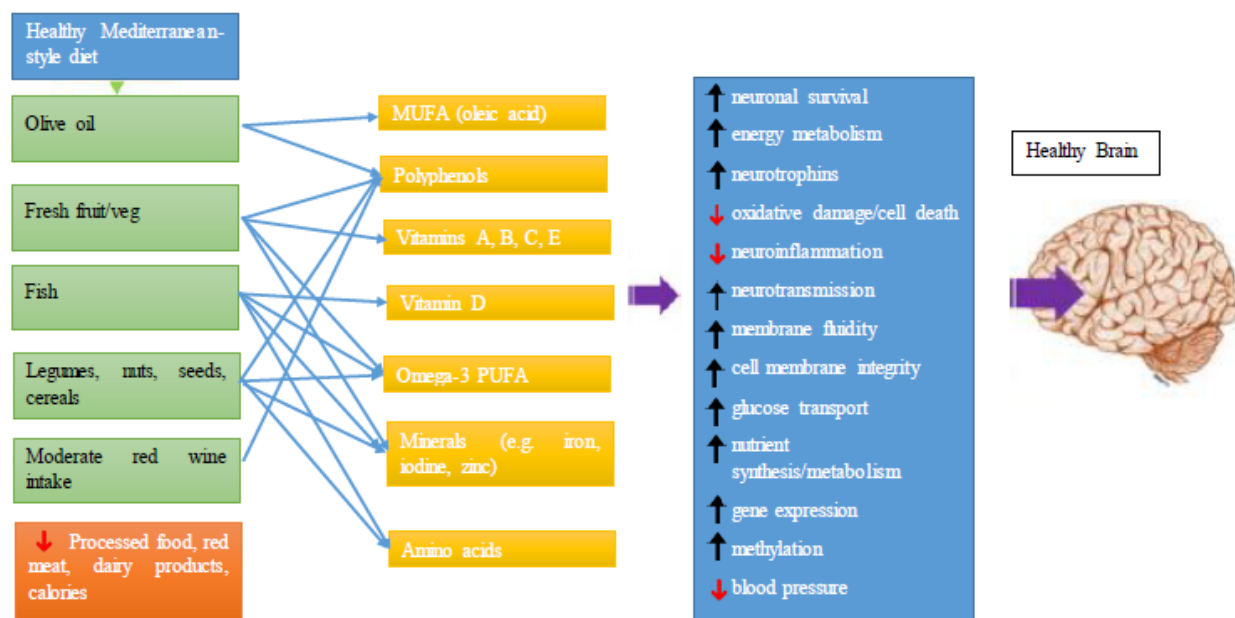 Healthy Mediterranean-
style diet
Olive oil
Fresh fruit/veg
Fish
Legumes, nuts, seeds,
cereals
Moderate red wine
intake
↓ Processed food, red
meat, dairy products,
calories
MUFA (oleic acid)
Polyphenols
Vitamins A, B, C, E
Vitamin D
Omega-3 PUFA
Minerals (e.g. iron,
iodine, zinc)
Amino acids
↑ neuronal survival
↑ energy metabolism
↑ neurotrophins
↓ oxidative damage/cell death
↓ neuroinflammation
↑ neurotransmission
↑ membrane fluidity
↑ cell membrane integrity
↑ glucose transport
↑ nutrient
synthesis/metabolism
↑ gene expression
↑ methylation
↓ blood pressure
Healthy Brain